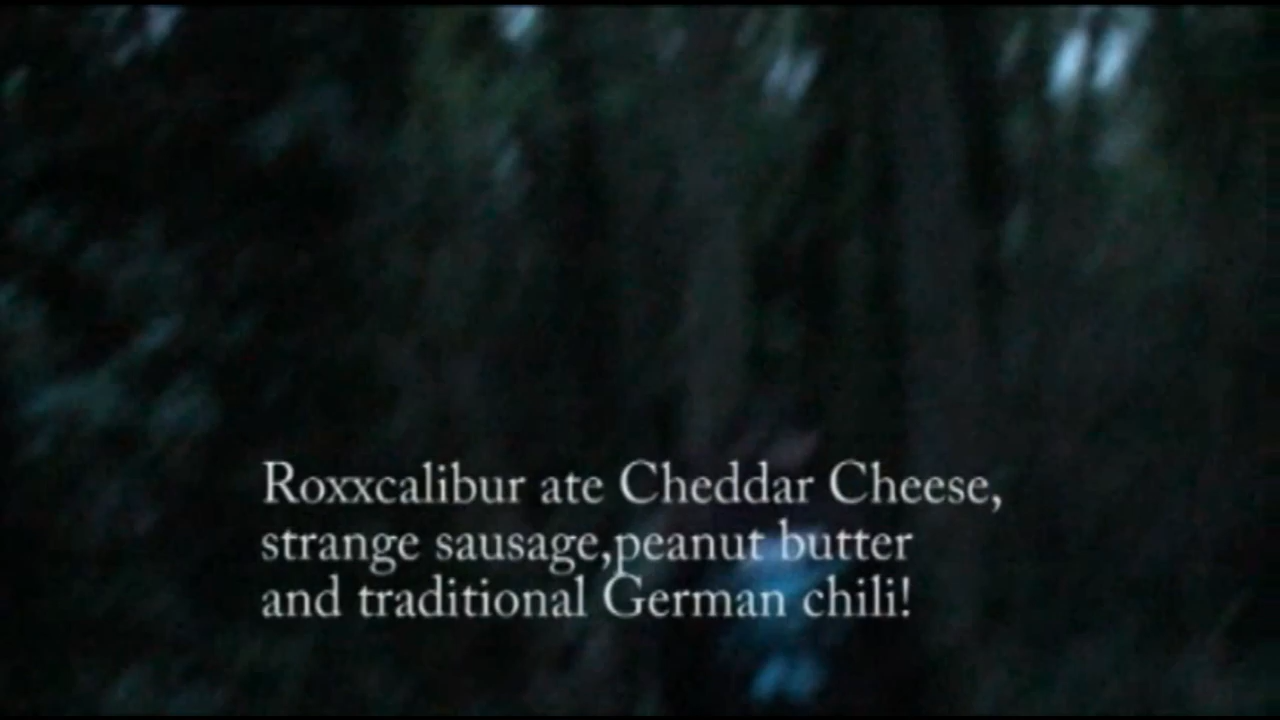 Roxxcalibur ate Cheddar Cheese,
strange sausage,peanut butter
and traditional German chili!